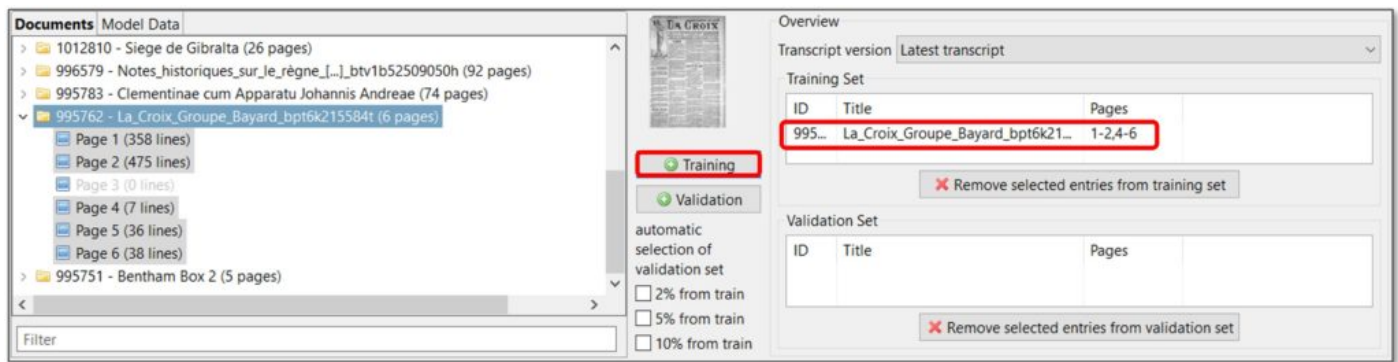 Documents Model Data
1012810 - Siege de Gibralta (26 pages)
996579 - Notes_historiques_sur_le_règne_[...]_btv1b52509050h (92 pages)
995783 - Clementinae cum Apparatu Johannis Andreae (74 pages)
995762 - La_Croix_Groupe_Bayard_bpt6k215584t (6 pages)
Page 1 (358 lines)
Page 2 (475 lines)
Page 3 (0 lines)
Page 4 (7 lines)
Page 5 (36 lines)
Page 6 (38 lines)
995751 - Bentham Box 2 (5 pages)
Filter
LA CROIX
Training
Validation
automatic
selection of
validation set
2% from train
5% from train
10% from train
Overview
Transcript version Latest transcript
Training Set
ID Title Pages
995... La_Croix_Groupe_Bayard_bpt6k21... 1-2,4-6
Remove selected entries from training set
Validation Set
ID Title Pages
Remove selected entries from validation set